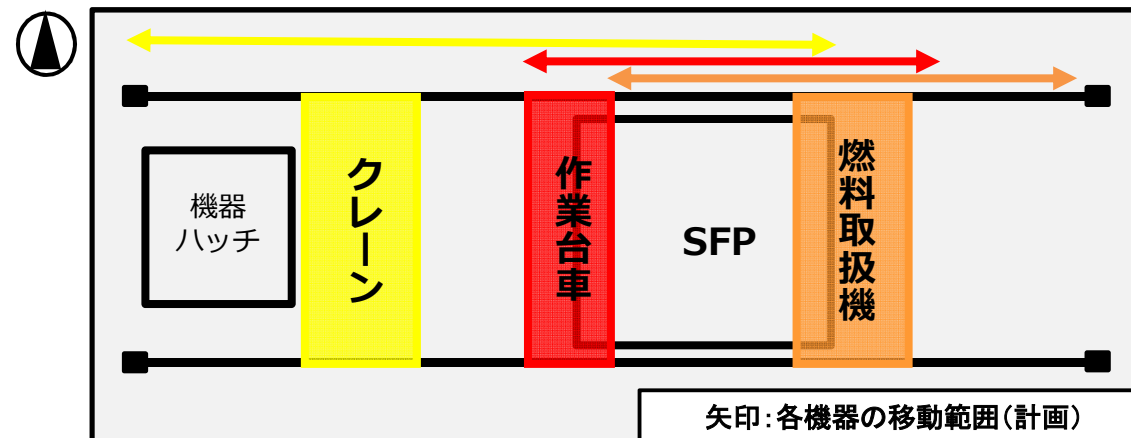 機器
ハッチ
クレーン
作業台車
SFP
燃料取扱機
矢印：各機器の移動範囲（計画）